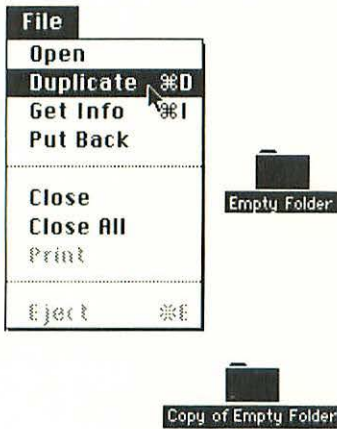 File
Open
Duplicate ⌘D
Get Info ⌘I
Put Back
Close
Close All
Print
Eject ⌘E
Empty Folder
Copy of Empty Folder